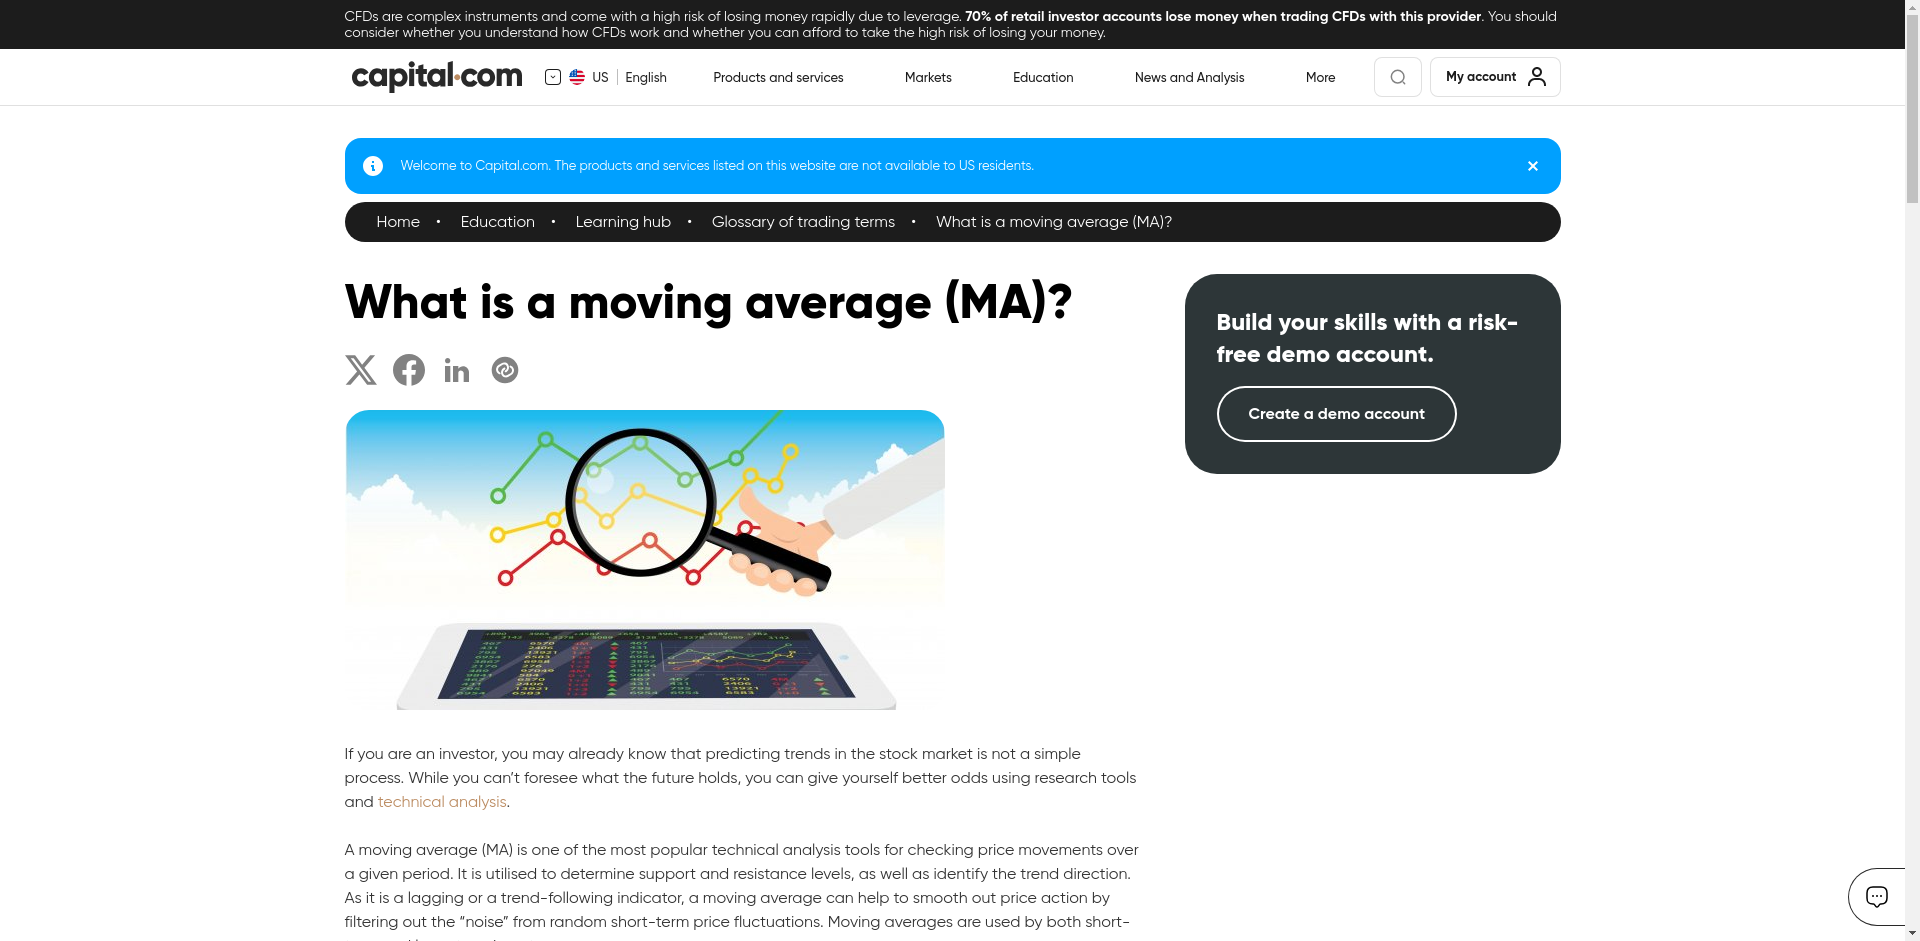 CFDs are complex instruments and come with a high risk of losing money rapidly due to leverage. 70% of retail investor accounts lose money when trading CFDs with this provider. You should
consider whether you understand how CFDs work and whether you can afford to take the high risk of losing your money.
capital.com
US
English
Products and services
Markets
Education
News and Analysis
More
My account
Welcome to Capital.com. The products and services listed on this website are not available to US residents.
Home • Education • Learning hub • Glossary of trading terms • What is a moving average (MA)?
What is a moving average (MA)?
Build your skills with a risk-
free demo account.
Create a demo account
If you are an investor, you may already know that predicting trends in the stock market is not a simple
process. While you can’t foresee what the future holds, you can give yourself better odds using research tools
and technical analysis.
A moving average (MA) is one of the most popular technical analysis tools for checking price movements over
a given period. It is utilised to determine support and resistance levels, as well as identify the trend direction.
As it is a lagging or a trend-following indicator, a moving average can help to smooth out price action by
filtering out the “noise” from random short-term price fluctuations. Moving averages are used by both short-